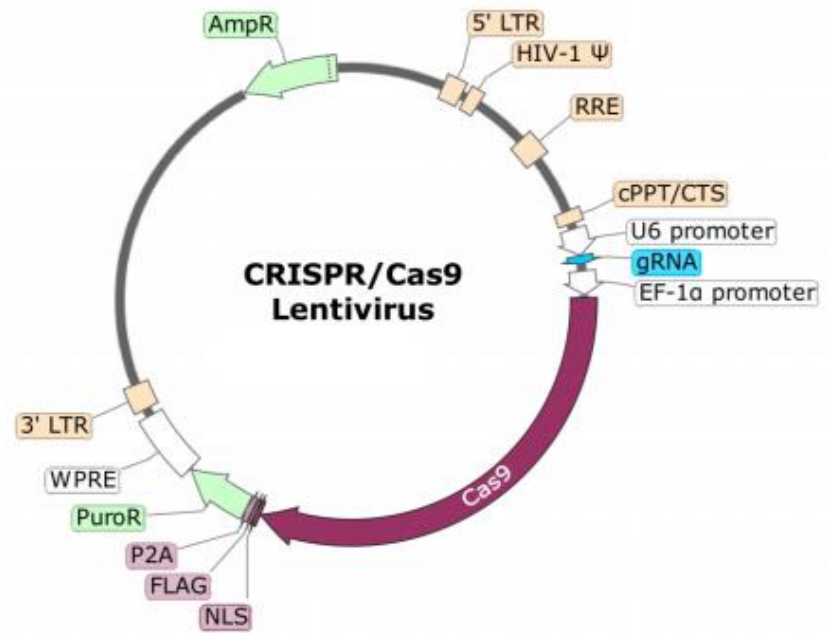 AmpR
5' LTR
HIV-1 Ψ
RRE
cPPT/CTS
U6 promoter
gRNA
EF-1α promoter
CRISPR/Cas9
Lentivirus
Cas9
3' LTR
WPRE
PuroR
P2A
FLAG
NLS